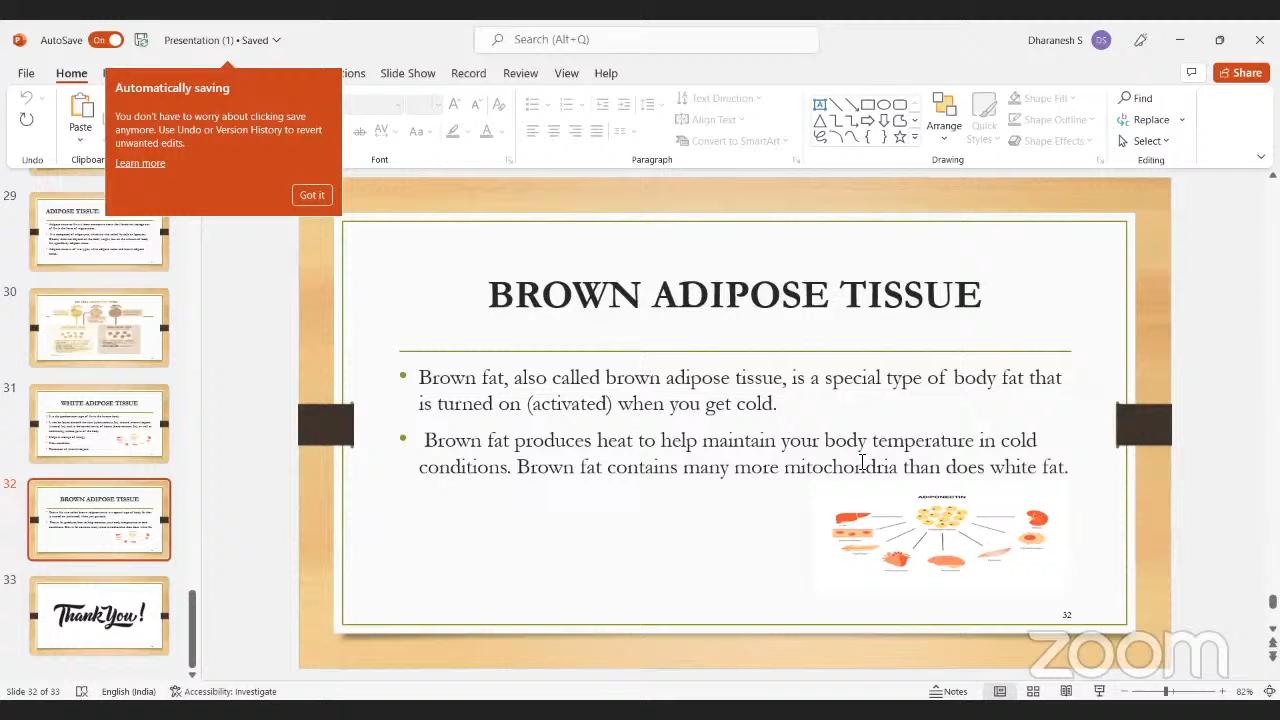 AutoSave On Presentation (1) • Saved Search (Alt+Q) Dharanesh S DS
File Home Slide Show Record Review View Help Share
Automatically saving
You don't have to worry about clicking save
anymore. Use Undo or Version History to revert
unwanted edits.
Learn more
Got it
Paste
Aa
Text Direction
Align Text
Convert to SmartArt
Arrange
Quick
Styles
Shape Fill
Shape Outline
Shape Effects
Find
Replace
Select
Undo Font Paragraph Drawing Editing
29
ADIPOSE TISSUE
30
31
WHITE ADIPOSE TISSUE
32
BROWN ADIPOSE TISSUE
33
Thank You!
BROWN ADIPOSE TISSUE
• Brown fat, also called brown adipose tissue, is a special type of body fat that
is turned on (activated) when you get cold.
• Brown fat produces heat to help maintain your body temperature in cold
conditions. Brown fat contains many more mitochondria than does white fat.
ADIPONECTIN
32
zoom
Slide 32 of 33 English (India) Accessibility: Investigate Notes 82%